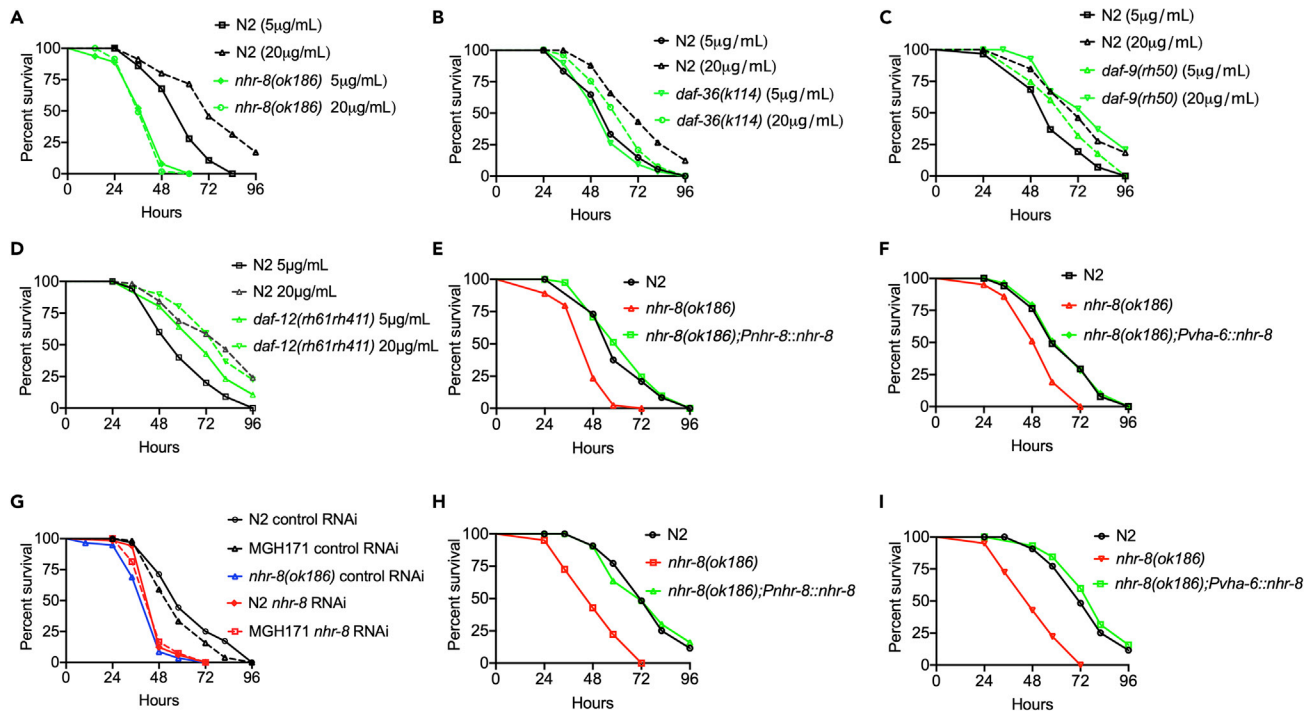 A
N2 (5μg/mL)
N2 (20μg/mL)
nhr-8(ok186) 5μg/mL)
nhr-8(ok186) 20μg/mL)
Percent survival
100
75
50
25
0
0 24 48 72 96
Hours
B
N2 (5μg/mL)
N2 (20μg/mL)
daf-36(k114) (5μg/mL)
daf-36(k114) (20μg/mL)
Percent survival
100
75
50
25
0
0 24 48 72 96
Hours
C
N2 (5μg/mL)
N2 (20μg/mL)
daf-9(rh50) (5μg/mL)
daf-9(rh50) (20μg/mL)
Percent survival
100
75
50
25
0
0 24 48 72 96
Hours
D
N2 5μg/mL
N2 20μg/mL
daf-12(rh61rh411) 5μg/mL
daf-12(rh61rh411) 20μg/mL
Percent survival
100
75
50
25
0
0 24 48 72 96
Hours
E
N2
nhr-8(ok186)
nhr-8(ok186);Pnhr-8::nhr-8
Percent survival
100
75
50
25
0
0 24 48 72 96
Hours
F
N2
nhr-8(ok186)
nhr-8(ok186);Pvha-6::nhr-8
Percent survival
100
75
50
25
0
0 24 48 72 96
Hours
G
N2 control RNAi
MGH171 control RNAi
nhr-8(ok186) control RNAi
N2 nhr-8 RNAi
MGH171 nhr-8 RNAi
Percent survival
100
75
50
25
0
0 24 48 72 96
Hours
H
N2
nhr-8(ok186)
nhr-8(ok186);Pnhr-8::nhr-8
Percent survival
100
75
50
25
0
0 24 48 72 96
Hours
I
N2
nhr-8(ok186)
nhr-8(ok186);Pvha-6::nhr-8
Percent survival
100
75
50
25
0
0 24 48 72 96
Hours